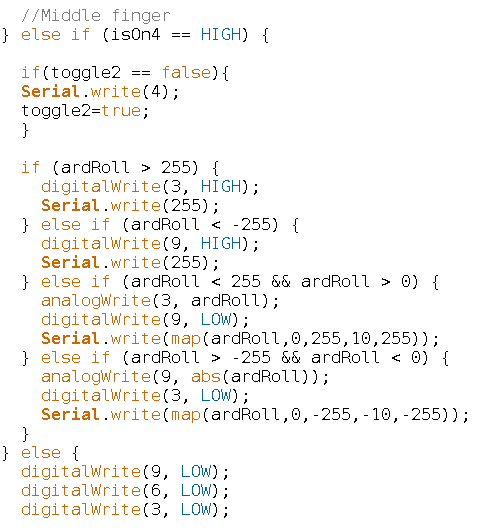 //Middle finger
} else if (isOn4 == HIGH) {
if(toggle2 == false){
Serial.write(4);
toggle2=true;
}
if (ardRoll > 255) {
digitalWrite(3, HIGH);
Serial.write(255);
} else if (ardRoll < -255) {
digitalWrite(9, HIGH);
Serial.write(255);
} else if (ardRoll < 255 && ardRoll > 0) {
analogWrite(3, ardRoll);
digitalWrite(9, LOW);
Serial.write(map(ardRoll,0,255,10,255));
} else if (ardRoll > -255 && ardRoll < 0) {
analogWrite(9, abs(ardRoll));
digitalWrite(3, LOW);
Serial.write(map(ardRoll,0,-255,-10,-255));
}
} else {
digitalWrite(9, LOW);
digitalWrite(6, LOW);
digitalWrite(3, LOW);